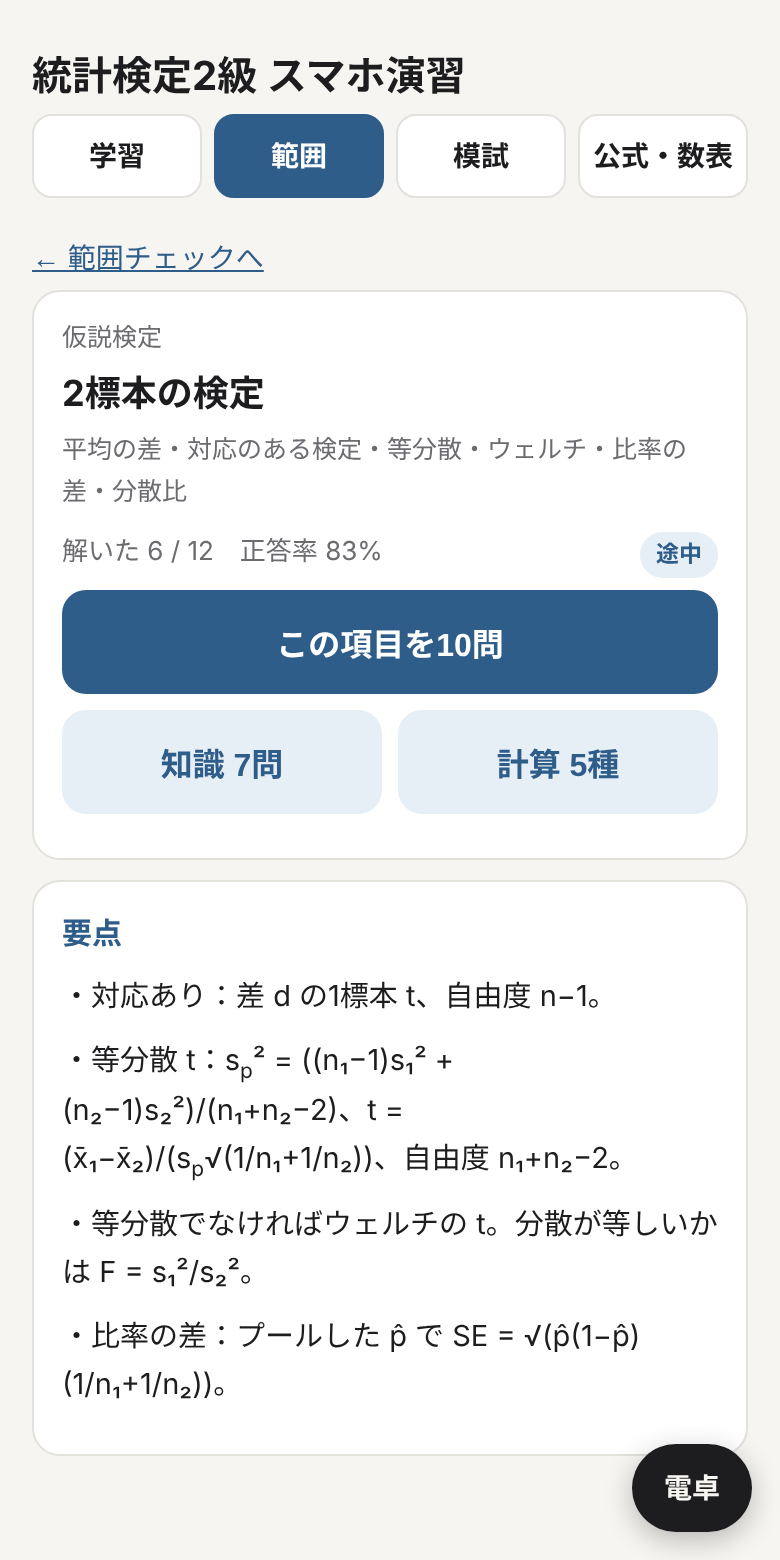 統計検定2級 スマホ演習
学習
範囲
模試
公式・数表
← 範囲チェックへ
仮説検定
2標本の検定
平均の差・対応のある検定・等分散・ウェルチ・比率の
差・分散比
解いた 6 / 12　正答率 83%
途中
この項目を10問
知識 7問
計算 5種
要点
・対応あり：差 d の1標本 t、自由度 n−1。
・等分散 t：sₚ² = ((n₁−1)s₁² +
(n₂−1)s₂²)/(n₁+n₂−2)、t =
(x̄₁−x̄₂)/(sₚ√(1/n₁+1/n₂))、自由度 n₁+n₂−2。
・等分散でなければウェルチの t。分散が等しいか
は F = s₁²/s₂²。
・比率の差：プールした p̂ で SE = √(p̂(1−p̂)
(1/n₁+1/n₂))。
電卓